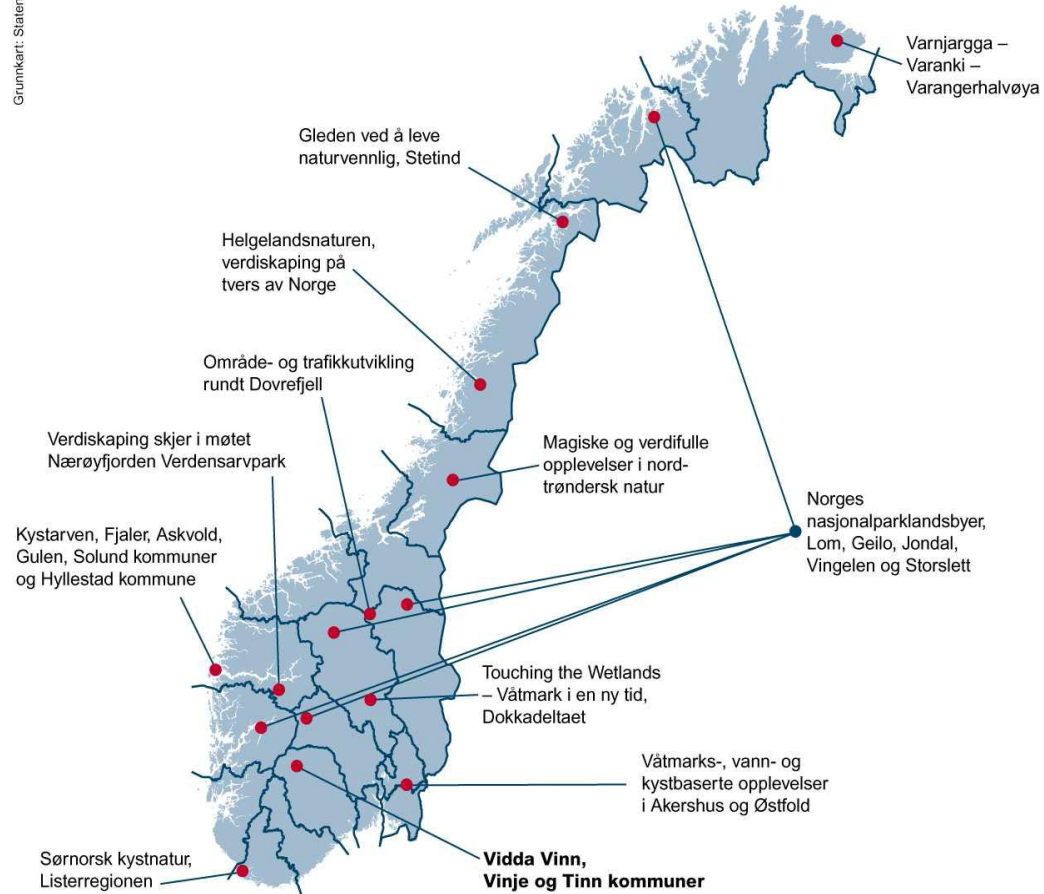 Grunnkart: Staten
Varnjargga –
Varanki –
Varangerhalvøya
Gleden ved å leve
naturvennlig, Stetind
Helgelandsnaturen,
verdiskaping på
tvers av Norge
Område- og trafikkutvikling
rundt Dovrefjell
Verdiskaping skjer i møtet
Nærøyfjorden Verdensarvpark
Magiske og verdifulle
opplevelser i nord-
trøndersk natur
Norges
nasjonalparklandsbyer,
Lom, Geilo, Jondal,
Vingelen og Storslett
Kystarven, Fjaler, Askvold,
Gulen, Solund kommuner
og Hyllestad kommune
Touching the Wetlands
– Våtmark i en ny tid,
Dokkadeltaet
Våtmarks-, vann- og
kystbaserte opplevelser
i Akershus og Østfold
Sørnorsk kystnatur,
Listerregionen
Vidda Vinn,
Vinje og Tinn kommuner